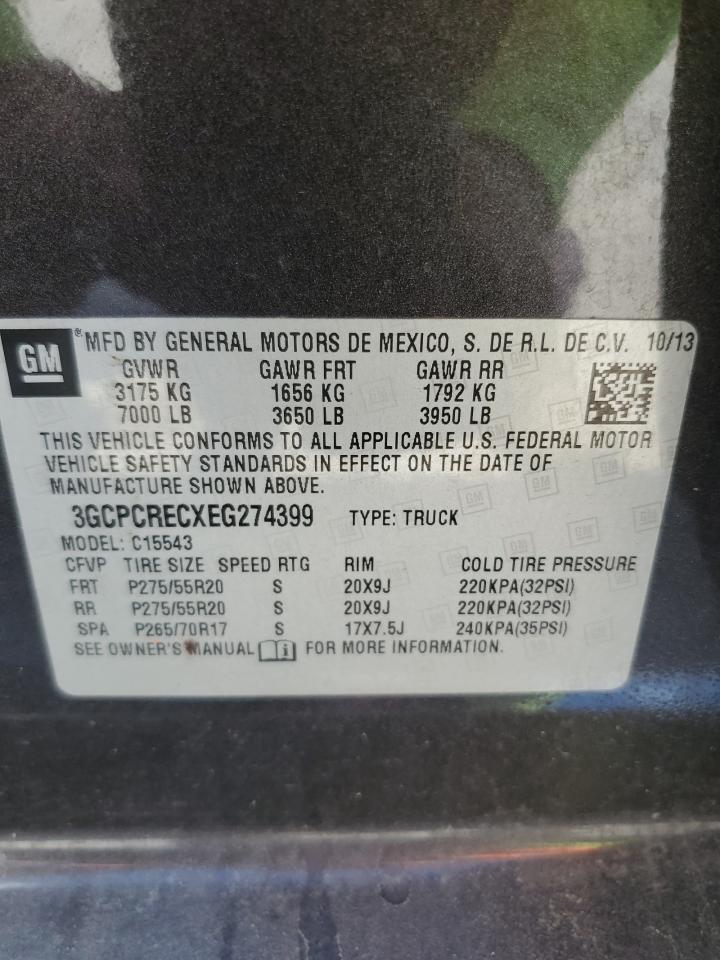 GM ® MFD BY GENERAL MOTORS DE MEXICO, S. DE R.L. DE C.V. 10/13
GVWR GAWR FRT GAWR RR
3175 KG 1656 KG 1792 KG
7000 LB 3650 LB 3950 LB
THIS VEHICLE CONFORMS TO ALL APPLICABLE U.S. FEDERAL MOTOR
VEHICLE SAFETY STANDARDS IN EFFECT ON THE DATE OF
MANUFACTURE SHOWN ABOVE.
3GCPCRECXEG274399 TYPE: TRUCK
MODEL: C15543
CFVP TIRE SIZE SPEED RTG RIM COLD TIRE PRESSURE
FRT P275/55R20 S 20X9J 220KPA(32PSI)
RR P275/55R20 S 20X9J 220KPA(32PSI)
SPA P265/70R17 S 17X7.5J 240KPA(35PSI)
SEE OWNER'S MANUAL i FOR MORE INFORMATION.